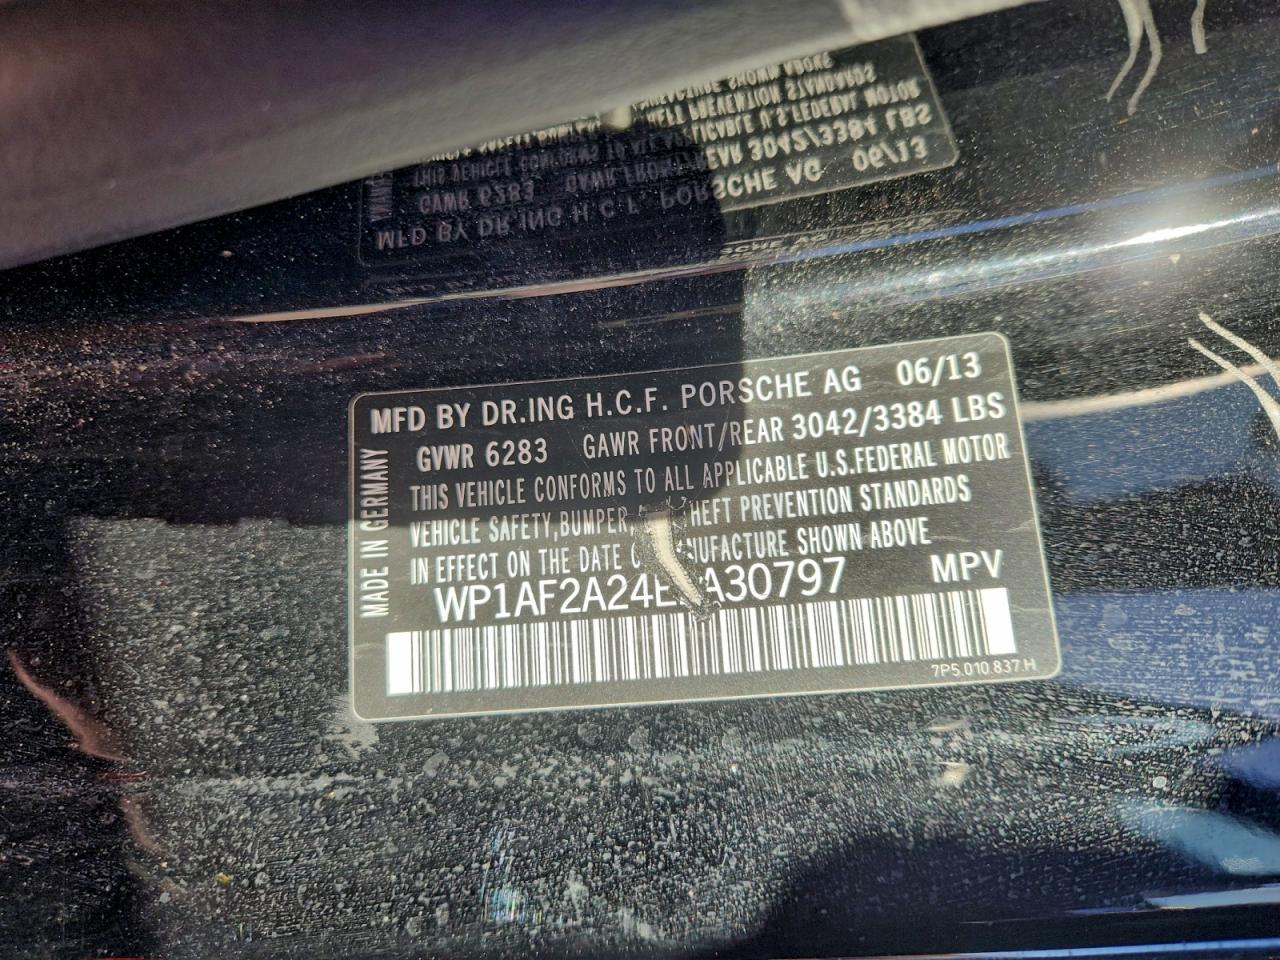 MFD BY DR.ING H.C.F. PORSCHE AG 06/13
GVWR 6283 GAWR FRONT/REAR 3042/3384 LBS
THIS VEHICLE CONFORMS TO ALL APPLICABLE U.S.FEDERAL MOTOR
VEHICLE SAFETY,BUMPER, HEFT PREVENTION STANDARDS
IN EFFECT ON THE DATE O NUFACTURE SHOWN ABOVE
WP1AF2A24E A30797 MPV
MADE IN GERMANY
7P5.010.837.H